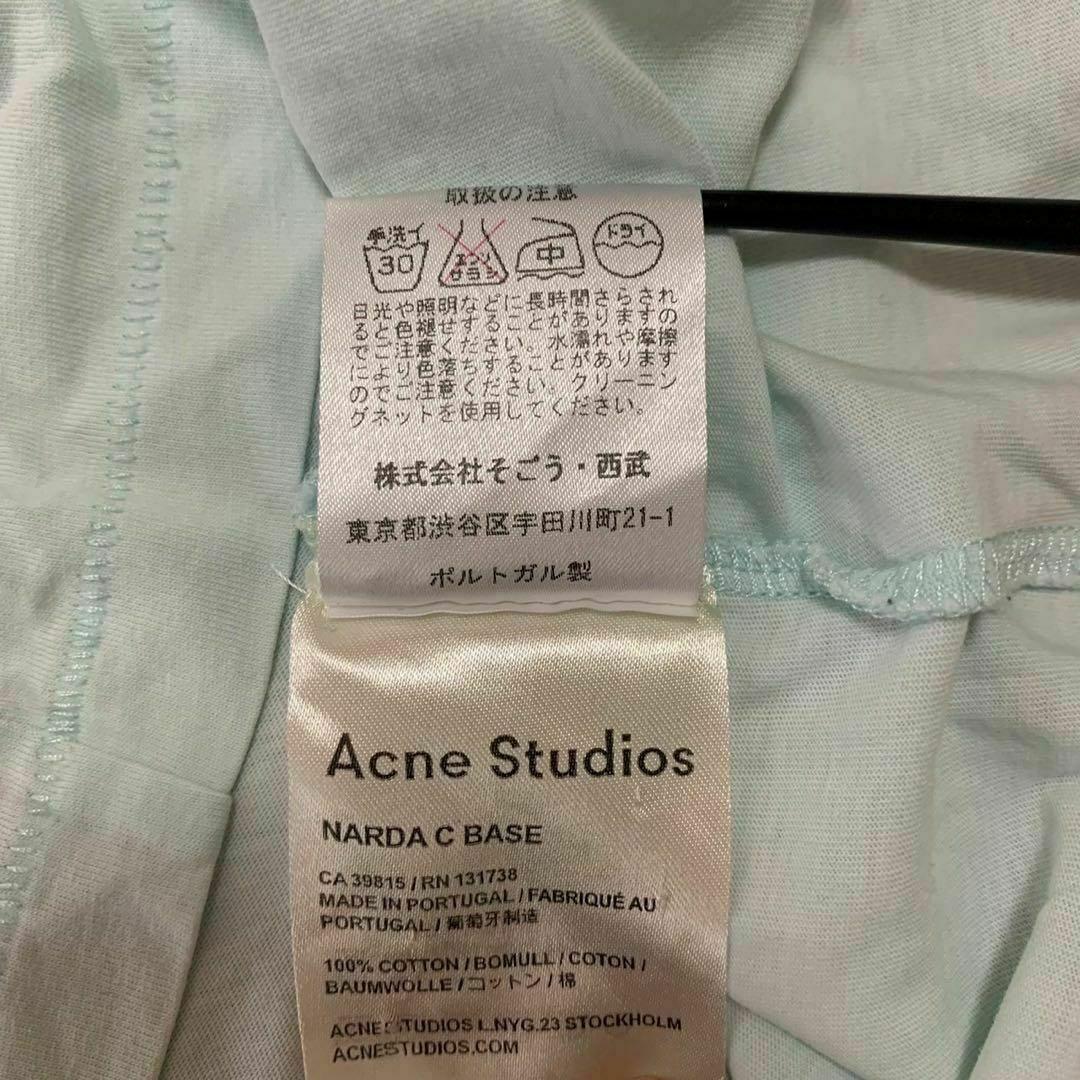 取扱の注意
手洗イ 30 エンソ サラシ 中 ドライ
日光や照明などに長時間さらされ
ると色褪せすることがあります
のでご注意ください。水濡れや摩擦
により色落ちすることがあります
のでご注意ください。クリーニン
グネットを使用してください。
株式会社そごう・西武
東京都渋谷区宇田川町21-1
ポルトガル製
Acne Studios
NARDA C BASE
CA 39815 / RN 131738
MADE IN PORTUGAL / FABRIQUÉ AU
PORTUGAL / 葡萄牙制造
100% COTTON / BOMULL / COTON /
BAUMWOLLE / コットン / 棉
ACNE STUDIOS L.NYG.23 STOCKHOLM
ACNESTUDIOS.COM